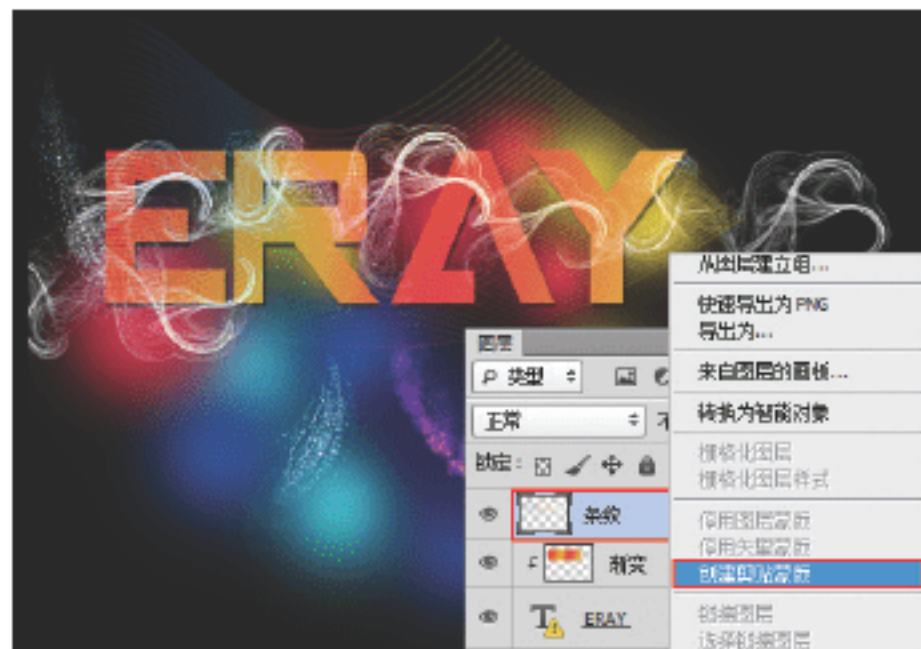 ERAY
从图层建立组...
快速导出为 PNG
导出为...
来自图层的画板...
转换为智能对象
栅格化图层
栅格化图层样式
停用图层蒙版
停用矢量蒙版
创建剪贴蒙版
链接图层
选择链接图层
图层
类型
正常
不
锁定:
条纹
渐变
T ERAY